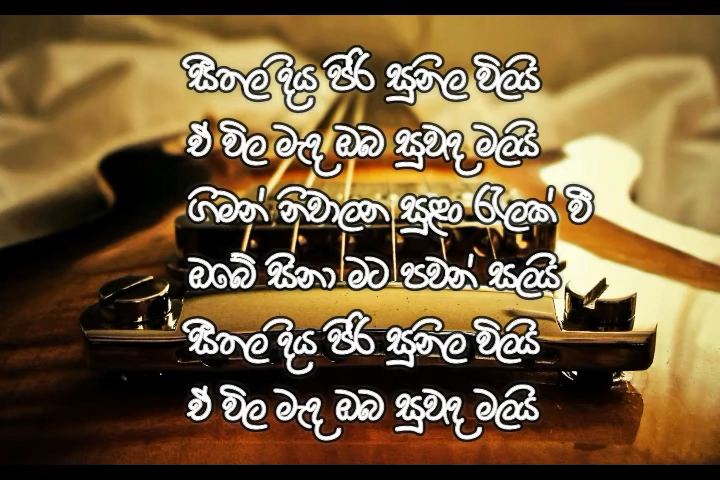 සීතල දිය පිරි සුනිල විලයි
ඒ විල මැද ඔබ සුවඳ මලයි
ගිමන් නිවාලන සුළං රැලක් වී
ඔබේ සිනා මට පවන් සලයි
සීතල දිය පිරි සුනිල විලයි
ඒ විල මැද ඔබ සුවඳ මලයි